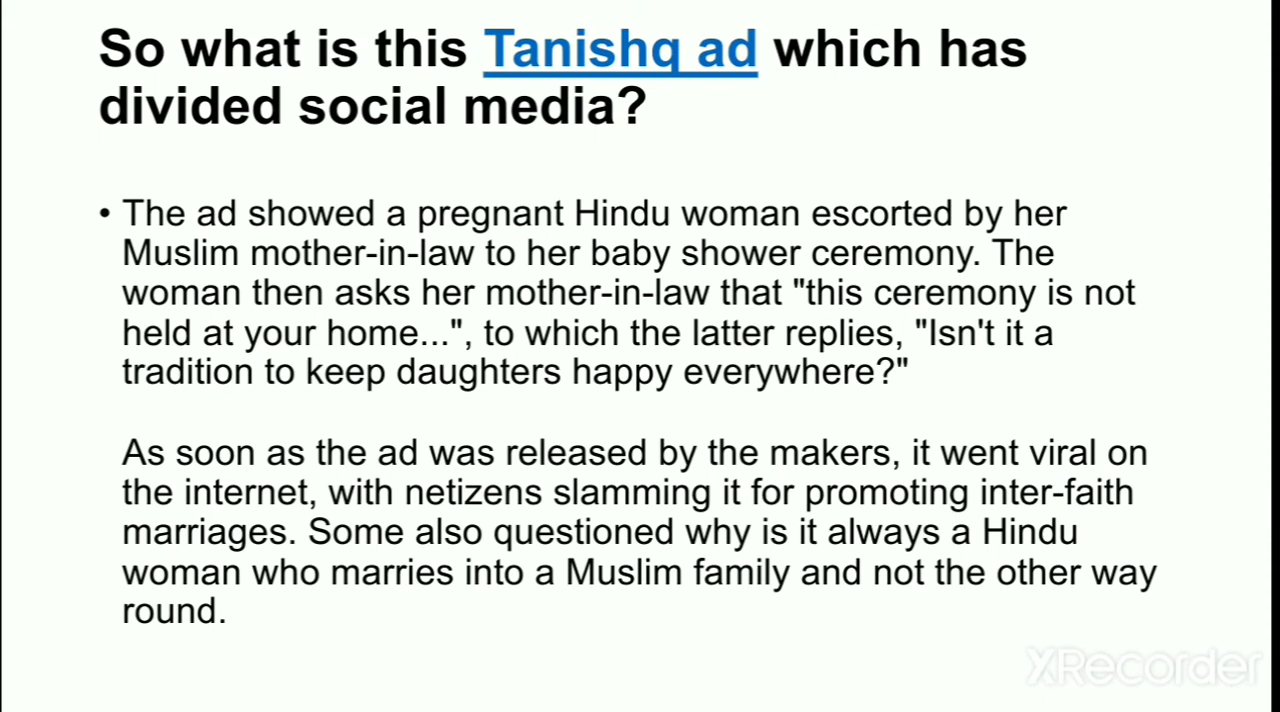 So what is this Tanishq ad which has
divided social media?
• The ad showed a pregnant Hindu woman escorted by her
Muslim mother-in-law to her baby shower ceremony. The
woman then asks her mother-in-law that "this ceremony is not
held at your home...", to which the latter replies, "Isn't it a
tradition to keep daughters happy everywhere?"
As soon as the ad was released by the makers, it went viral on
the internet, with netizens slamming it for promoting inter-faith
marriages. Some also questioned why is it always a Hindu
woman who marries into a Muslim family and not the other way
round.
XRecorder